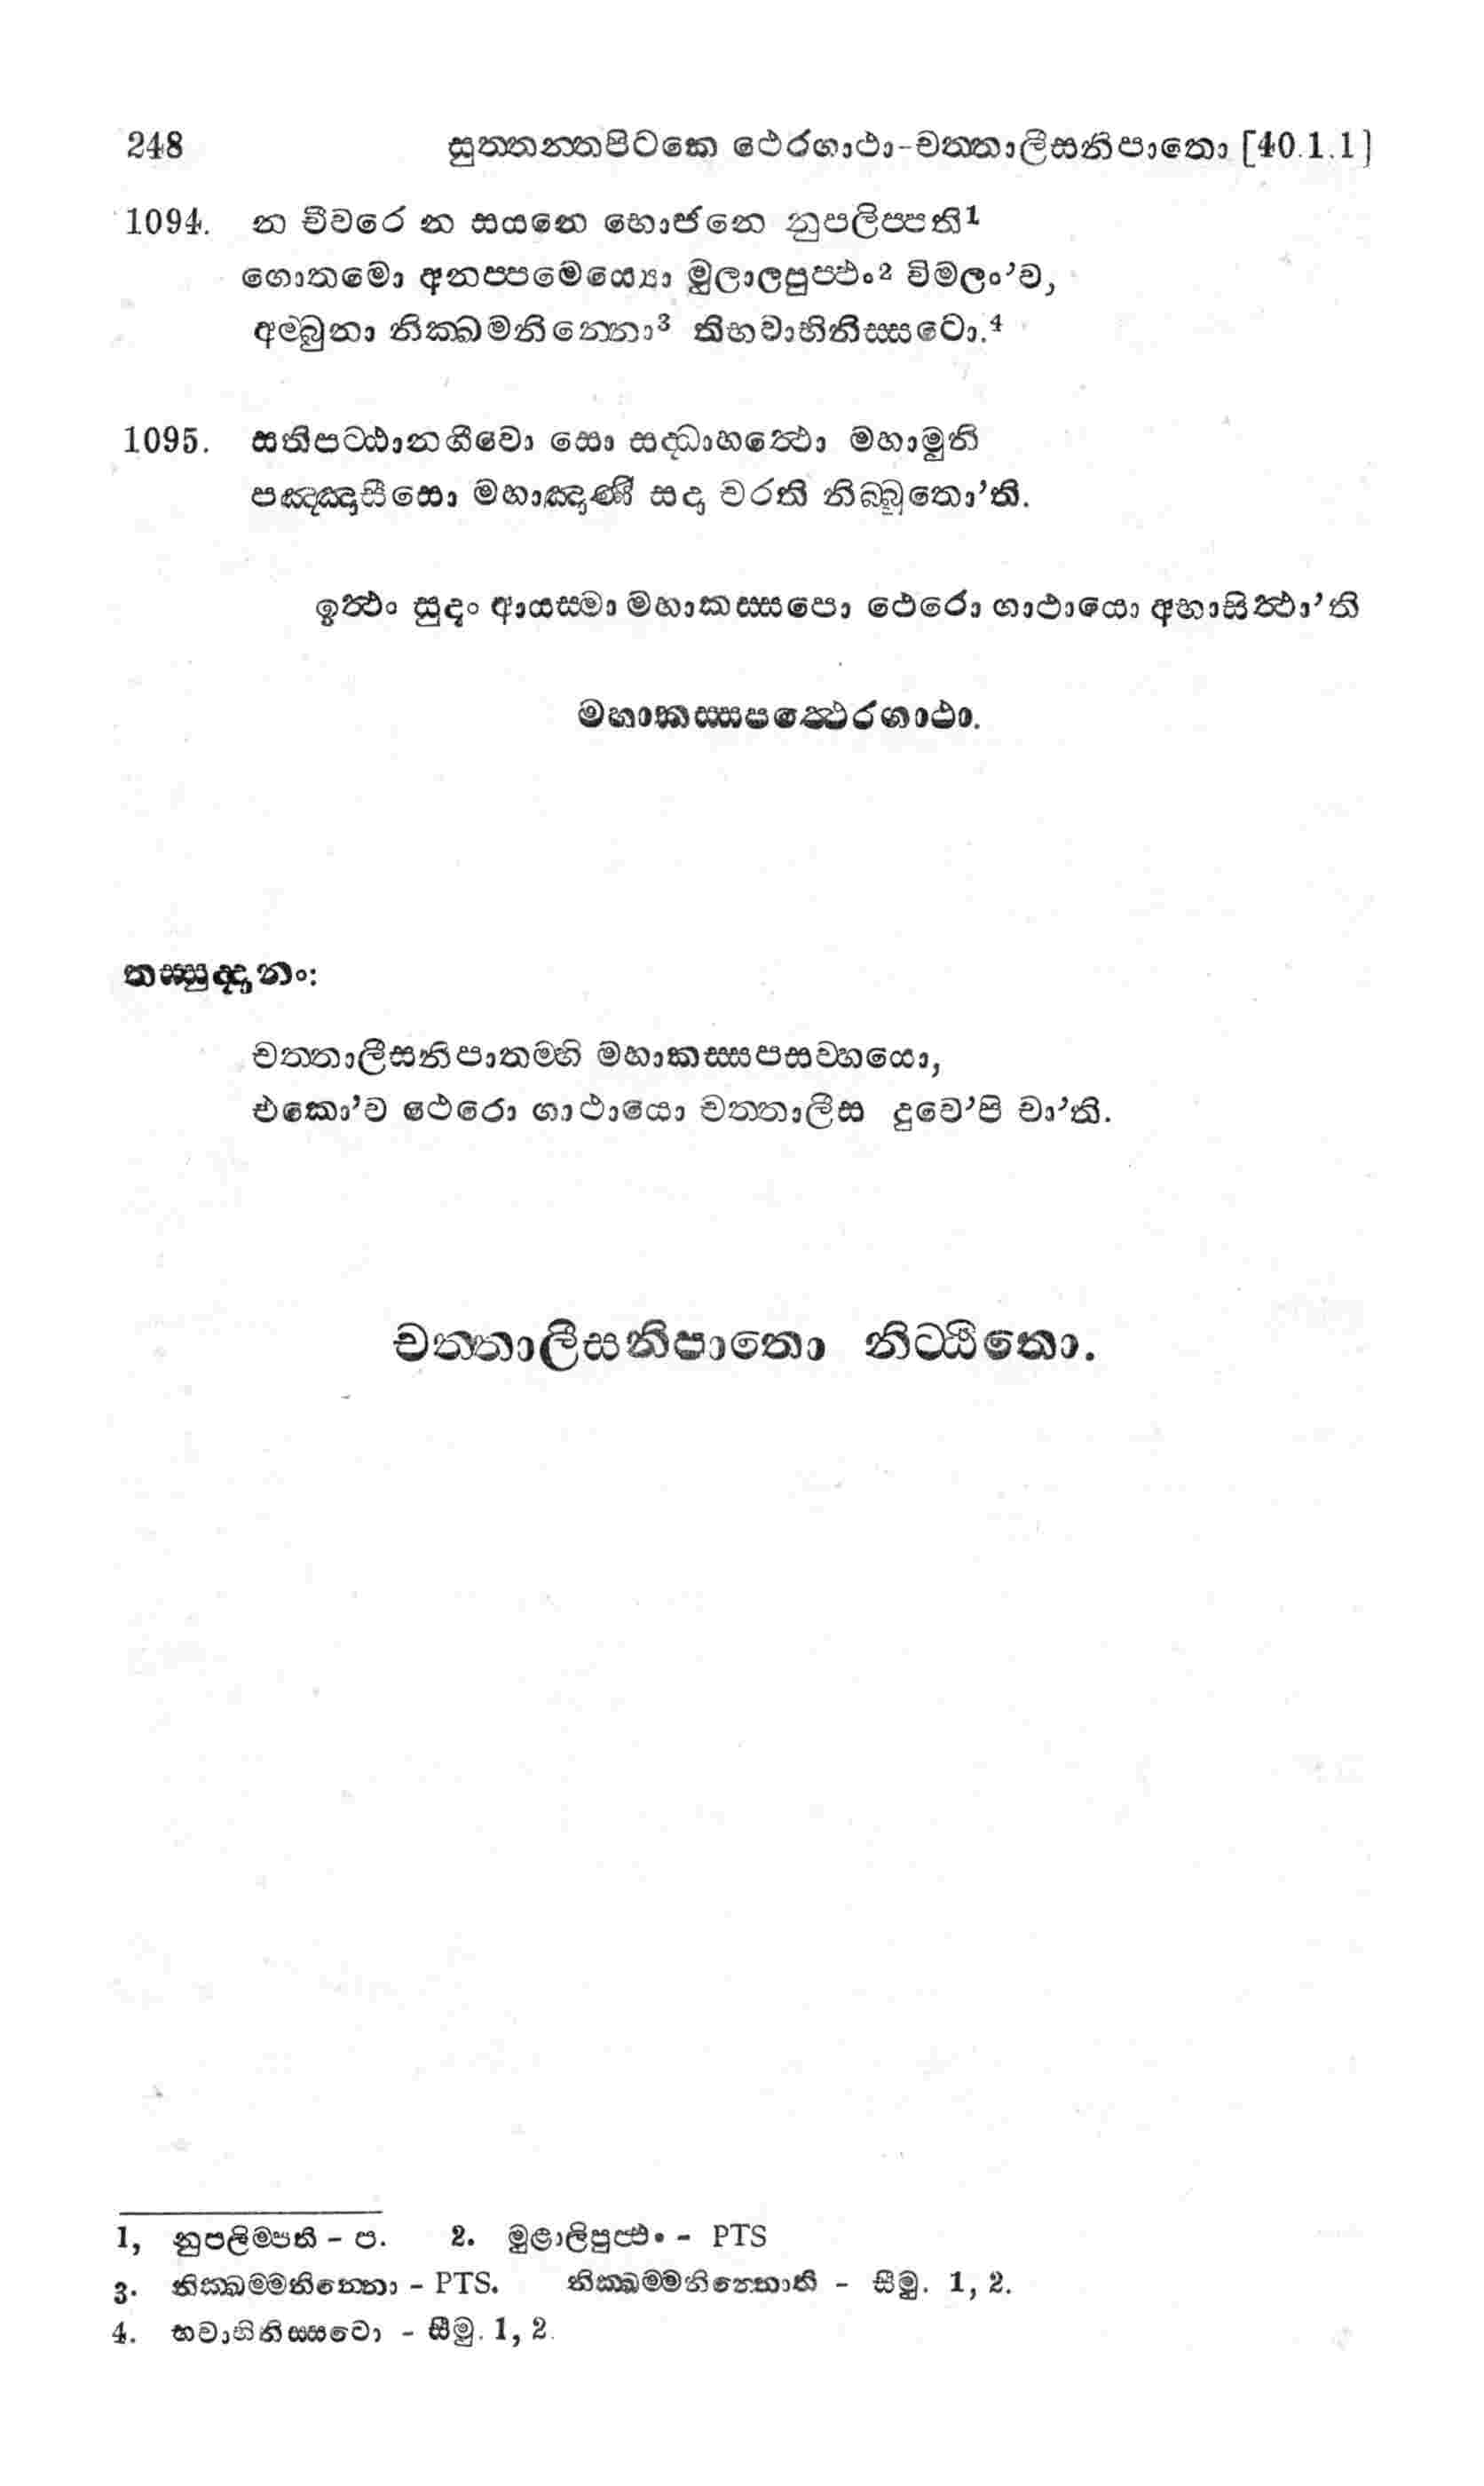 248 සුත්තන්තපිටකෙ ථෙරගාථා-චත්තාලීසනිපාතො [40.1.1]
1094. න චීවරෙ න සයනෙ භොජනෙ නුපලිප්පති1
ගොතමො අනප්පමෙය්‍යො මුලාලපුප්ඵං2 විමලං’ව,
අම්බුනා නික්ඛමනින්නො3 තිභවාභිනිස්සටො.4
1095. සතිපට්ඨානගීවො සො සද්ධාහත්ථො මහාමුනි
පඤ්ඤාසීසො මහාඤාණී සදා චරති නිබ්බුතො’ති.
ඉත්ථං සුදං ආයස්මා මහාකස්සපො ථෙරො ගාථායො අභාසිත්ථා’ති
මහාකස්සපත්ථෙරගාථා.
තස්සුද්දානං:
චත්තාලීසනිපාතම්හි මහාකස්සපසව්හයො,
එකො’ව ථෙරො ගාථායො චත්තාලීස දුවෙ’පි චා’ති.
චත්තාලීසනිපාතො නිට්ඨිතො.
1, නුපලිම්පති - ප. 2. මුළාලිපුප්ඵං - PTS
3. නික්ඛම්මනින්නො - PTS. නික්ඛම්මනින්නොති - සීමු. 1, 2.
4. භවාභිනිස්සටො - සීමු. 1, 2.